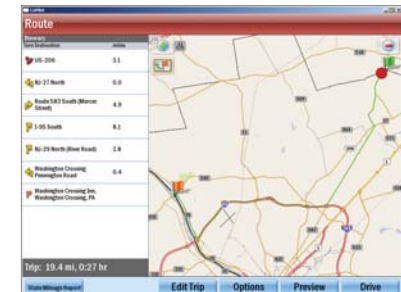 CoPilot
Route
Itinerary
Turn Instruction miles
US-206 3.1
NJ-27 North 0.0
Route 583 South (Mercer
Street) 4.9
I-95 South 8.1
NJ-29 North (River Road) 2.8
Washington Crossing
Pennington Road 0.4
Washington Crossing Inn,
Washington Crossing, PA
Trip: 19.4 mi, 0:27 hr
State Mileage Report
Edit Trip
Options
Preview
Drive